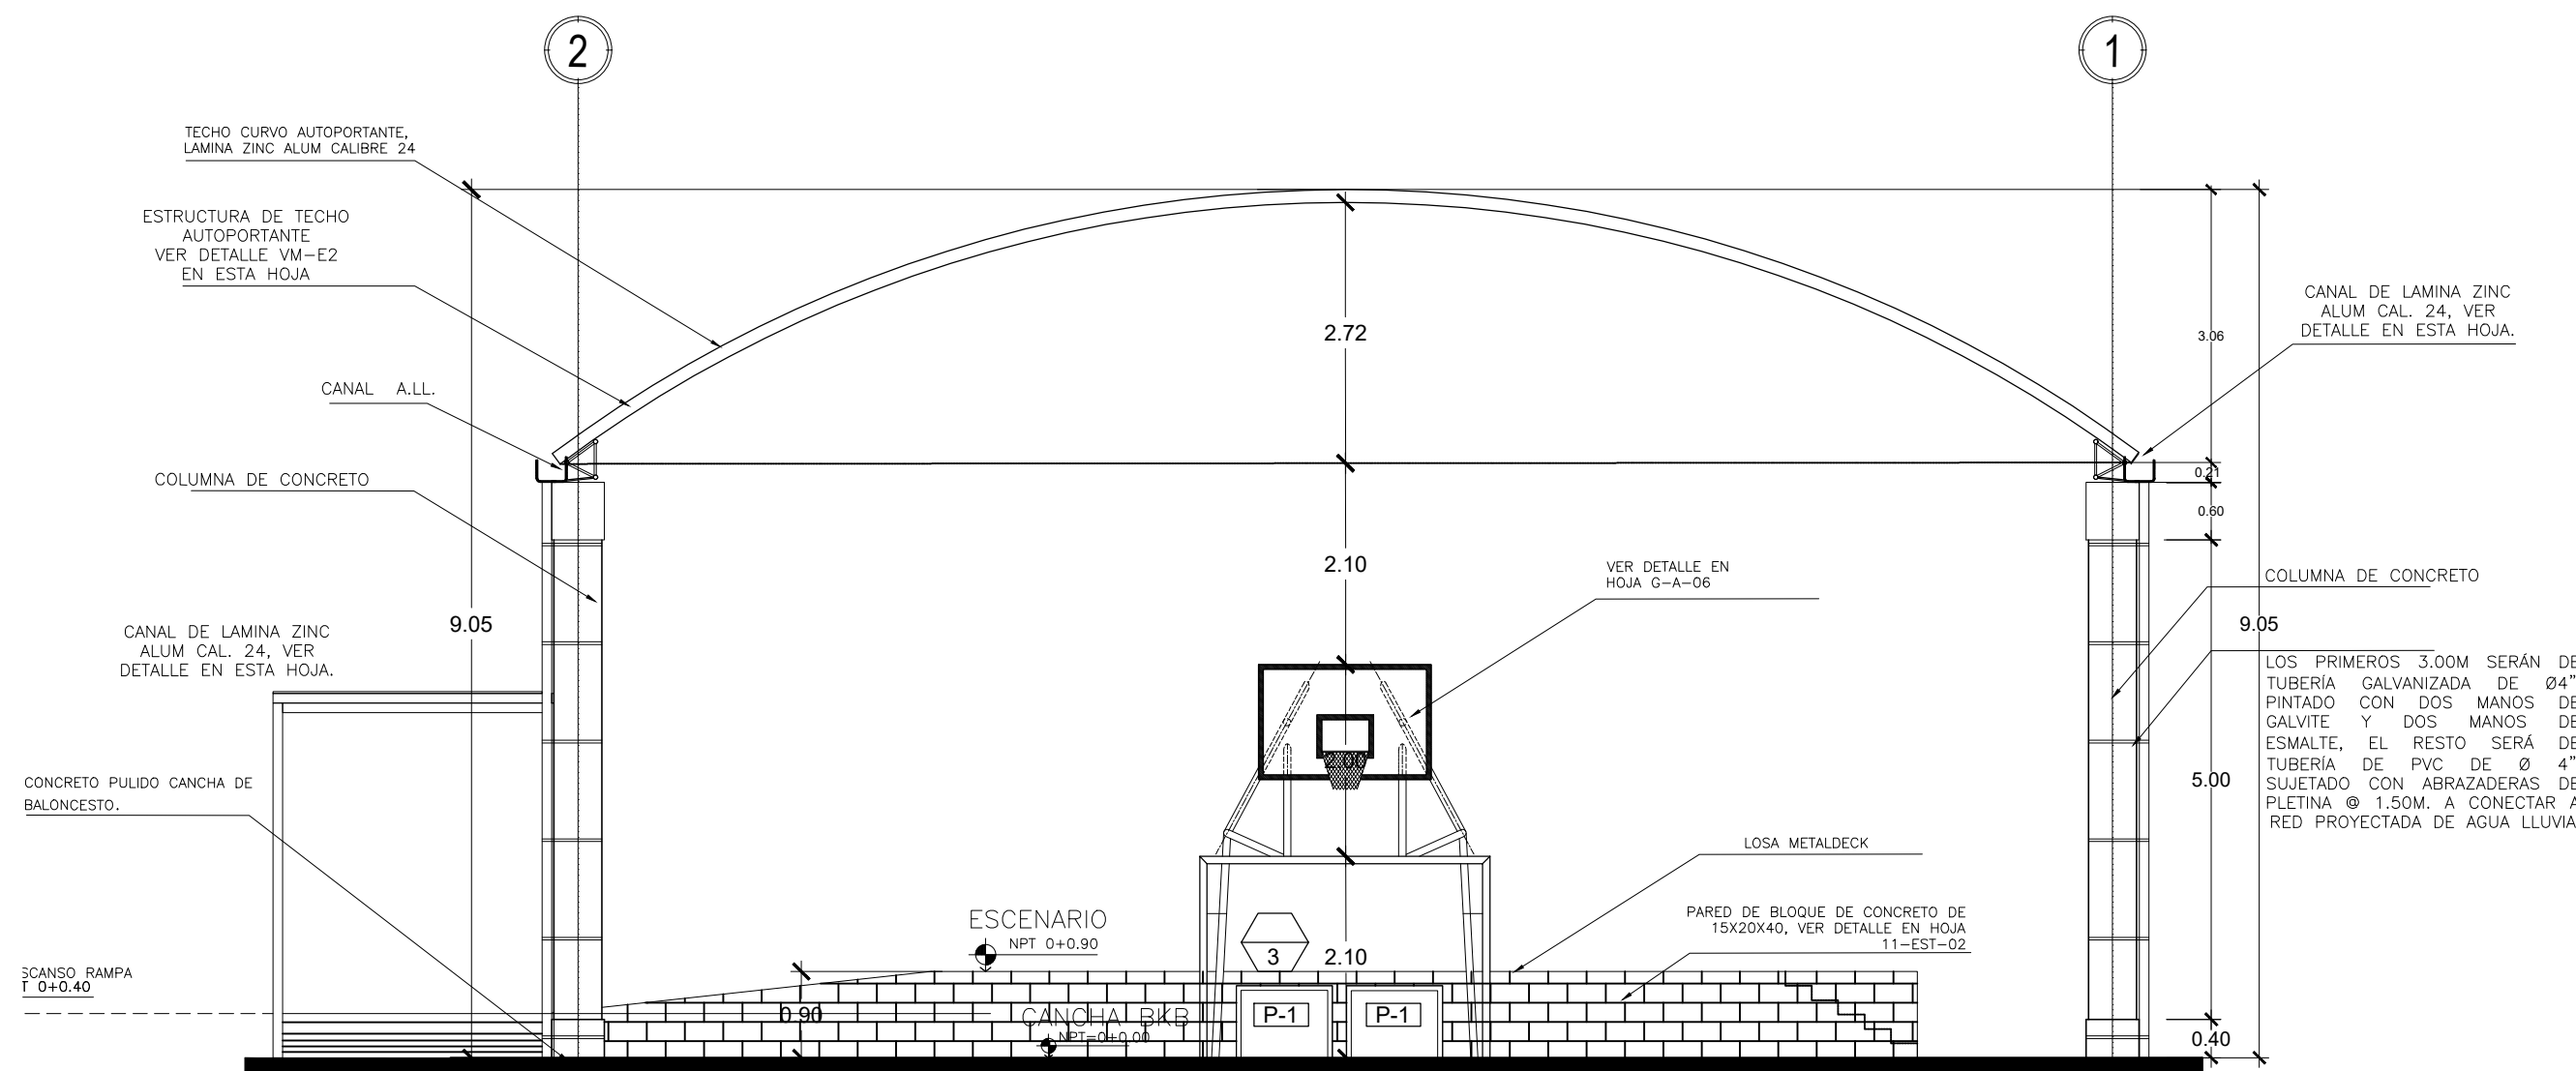 2
1
TECHO CURVO AUTOPORTANTE,
LAMINA ZINC ALUM CALIBRE 24
ESTRUCTURA DE TECHO
AUTOPORTANTE
VER DETALLE VM-E2
EN ESTA HOJA
CANAL DE LAMINA ZINC
ALUM CAL. 24, VER
DETALLE EN ESTA HOJA.
2.72
3.06
CANAL A.LL.
COLUMNA DE CONCRETO
0.21
0.60
2.10
VER DETALLE EN
HOJA G-A-06
COLUMNA DE CONCRETO
9.05
9.05
CANAL DE LAMINA ZINC
ALUM CAL. 24, VER
DETALLE EN ESTA HOJA.
LOS PRIMEROS 3.00M SERÁN DE
TUBERÍA GALVANIZADA DE Ø4"
PINTADO CON DOS MANOS DE
GALVITE Y DOS MANOS DE
ESMALTE, EL RESTO SERÁ DE
TUBERÍA DE PVC DE Ø 4"
SUJETADO CON ABRAZADERAS DE
PLETINA @ 1.50M. A CONECTAR A
RED PROYECTADA DE AGUA LLUVIA
2.00
5.00
CONCRETO PULIDO CANCHA DE
BALONCESTO.
LOSA METALDECK
ESCENARIO
NPT 0+0.90
PARED DE BLOQUE DE CONCRETO DE
15X20X40, VER DETALLE EN HOJA
11-EST-02
3
2.10
SCANSO RAMPA
T 0+0.40
0.90
CANCHA BKB
NPT=0+0.00
P-1
P-1
0.40